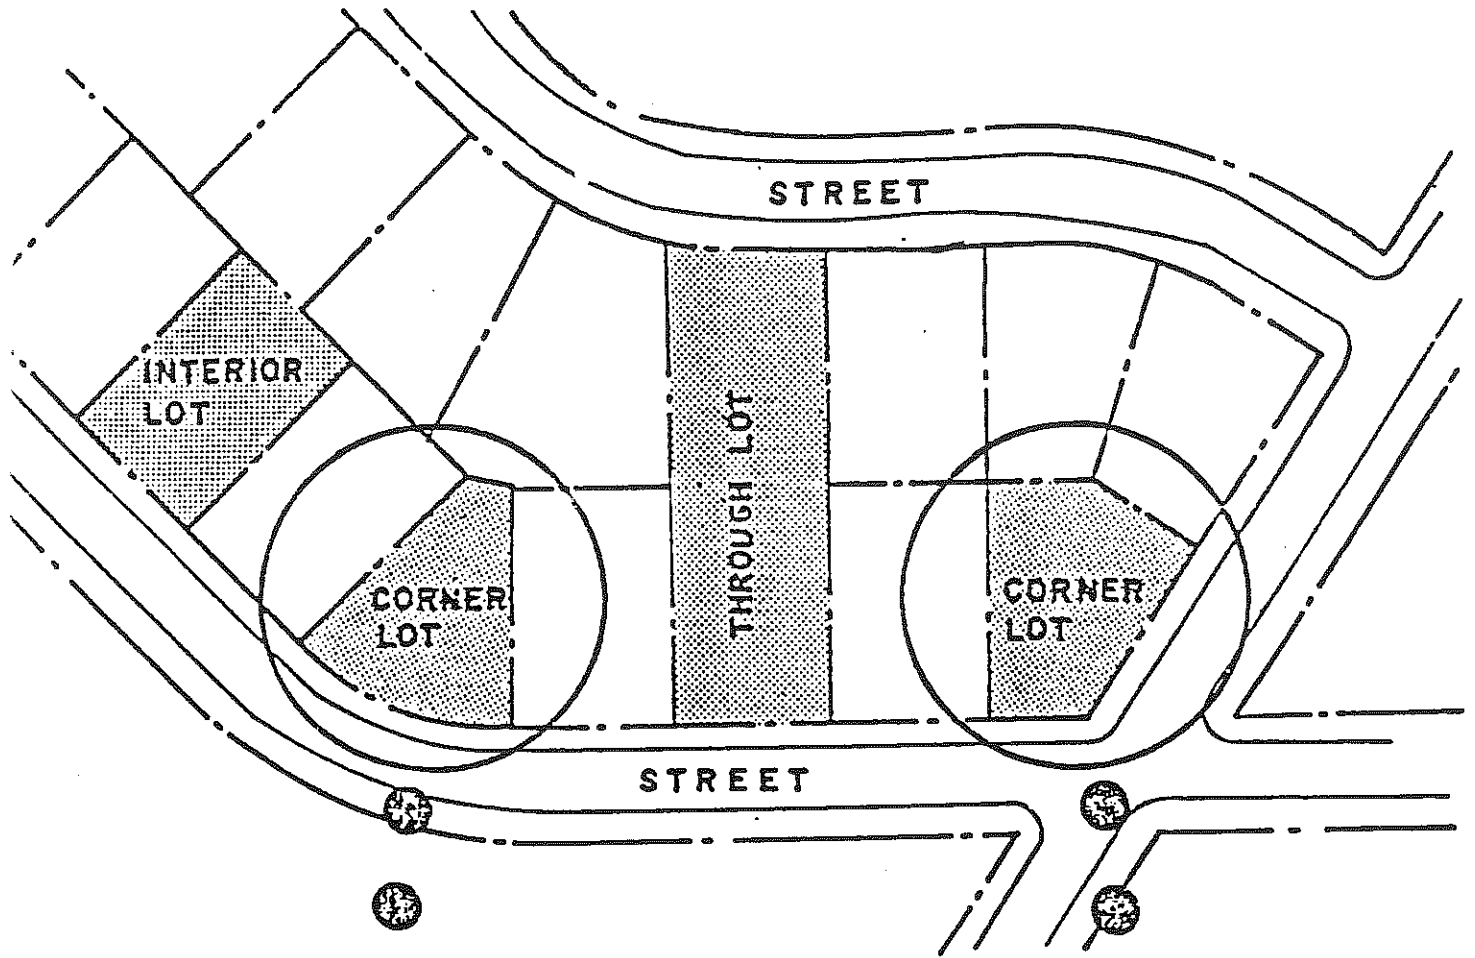 STREET
INTERIOR
LOT
THROUGH LOT
CORNER
LOT
CORNER
LOT
STREET